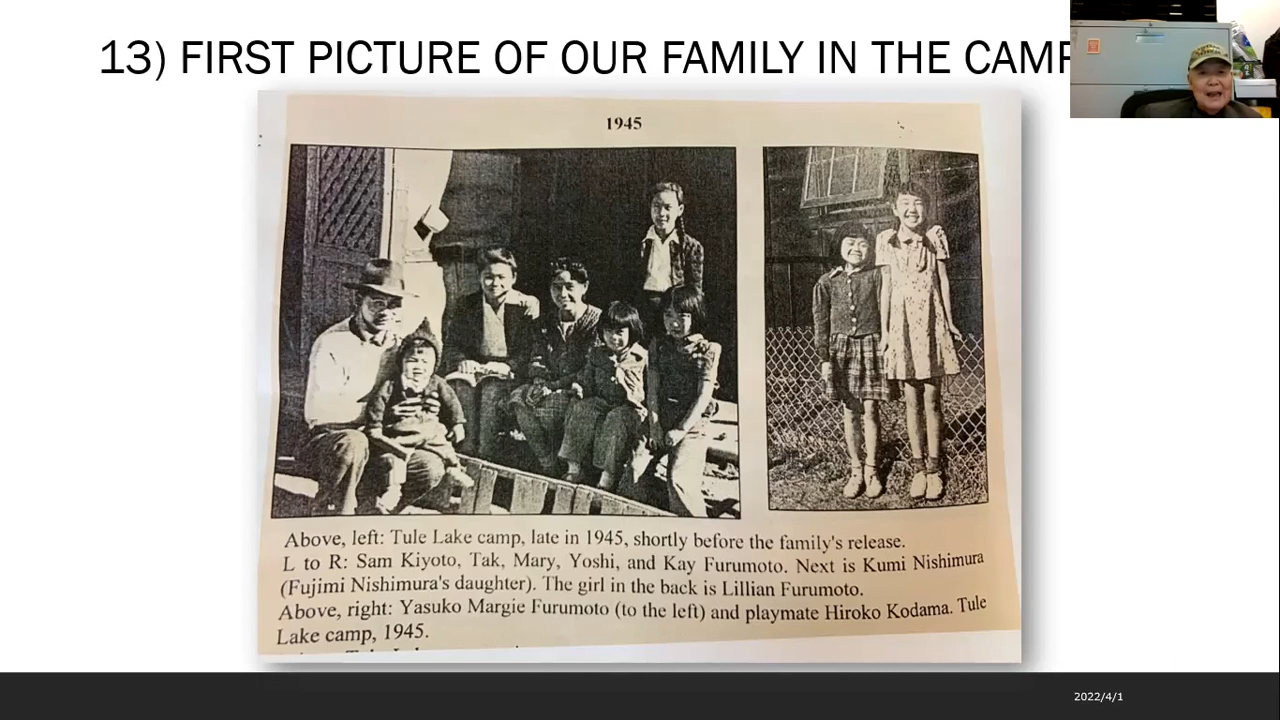 13) FIRST PICTURE OF OUR FAMILY IN THE CAMP
1945
Above, left: Tule Lake camp, late in 1945, shortly before the family's release.
L to R: Sam Kiyoto, Tak, Mary, Yoshi, and Kay Furumoto. Next is Kumi Nishimura
(Fujimi Nishimura's daughter). The girl in the back is Lillian Furumoto.
Above, right: Yasuko Margie Furumoto (to the left) and playmate Hiroko Kodama. Tule
Lake camp, 1945.
2022/4/1